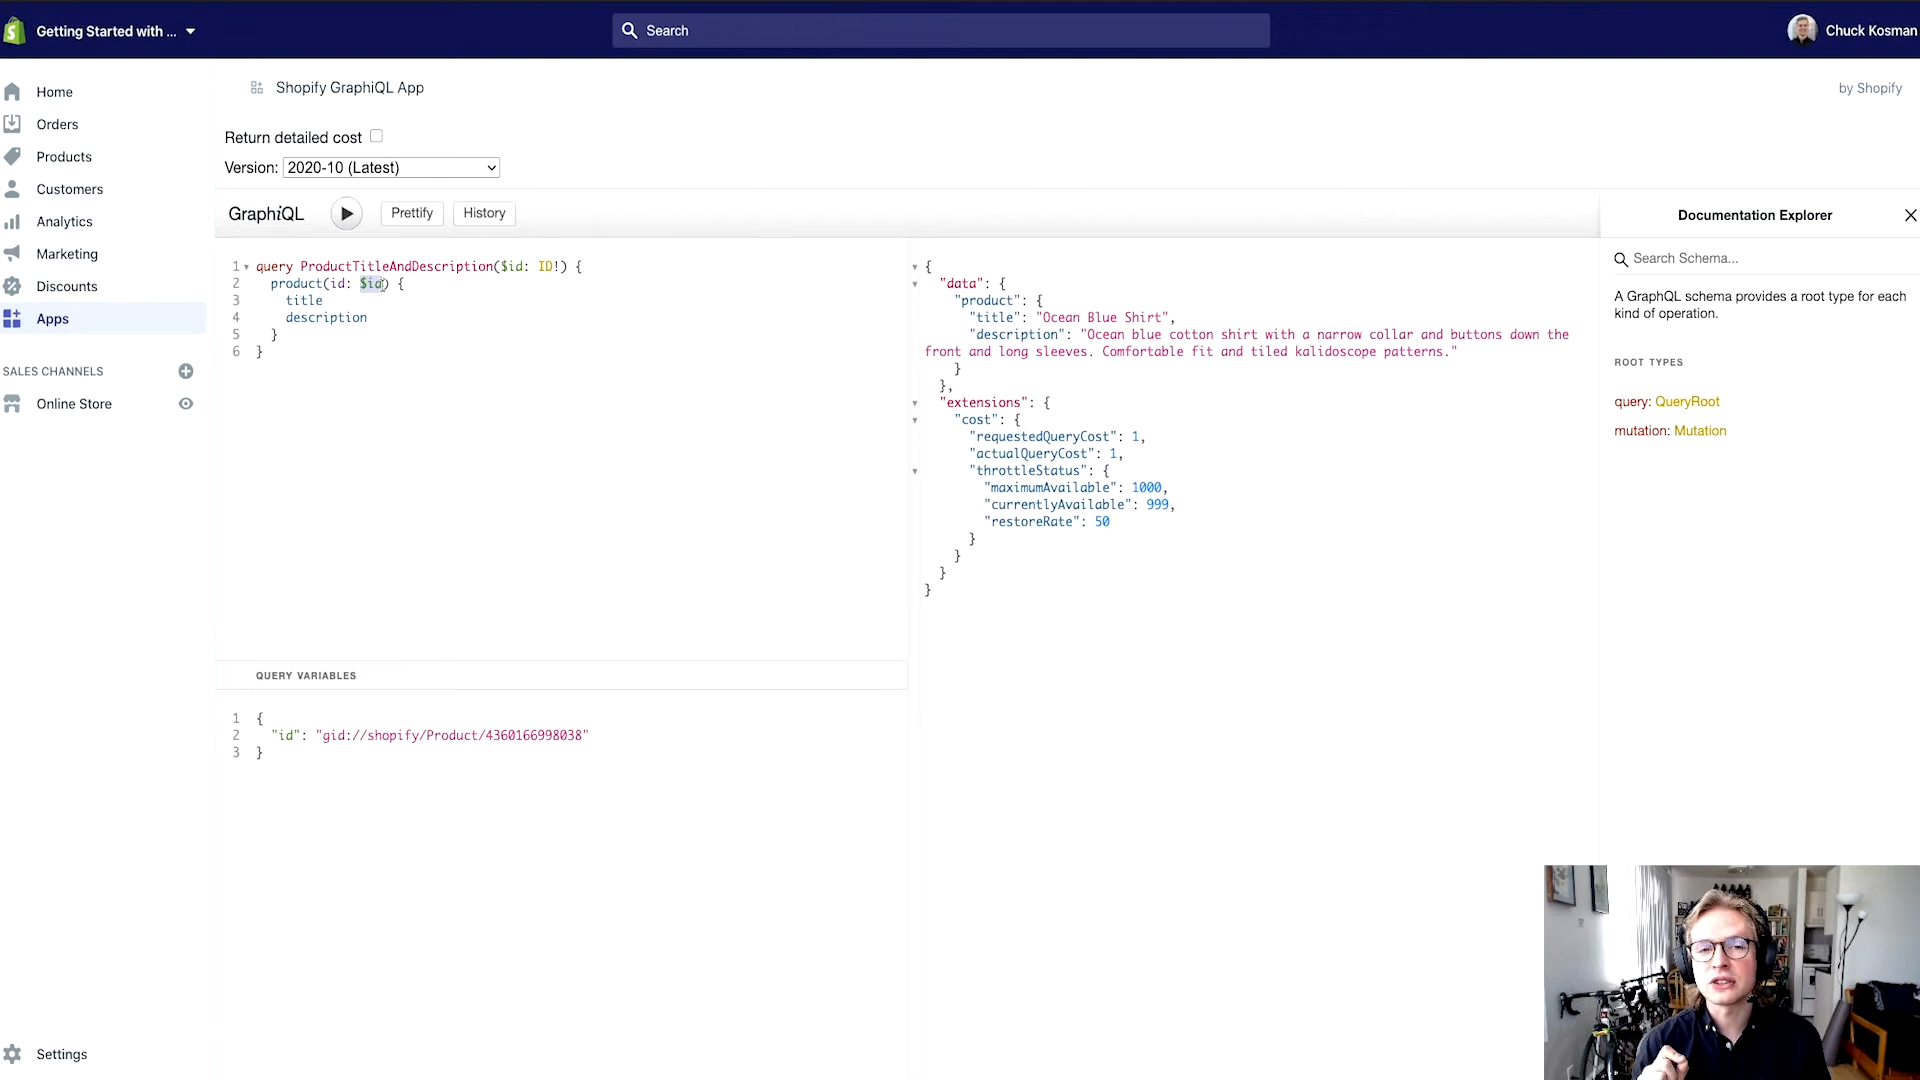 Getting Started with ...
Search
Chuck Kosman
Home
Orders
Products
Customers
Analytics
Marketing
Discounts
Apps
SALES CHANNELS
Online Store
Settings
Shopify GraphiQL App
by Shopify
Return detailed cost
Version: 2020-10 (Latest)
GraphiQL
Prettify
History
1 query ProductTitleAndDescription($id: ID!) {
2 product(id: $id) {
3 title
4 description
5 }
6 }
QUERY VARIABLES
1 {
2 "id": "gid://shopify/Product/4360166998038"
3 }
{
"data": {
"product": {
"title": "Ocean Blue Shirt",
"description": "Ocean blue cotton shirt with a narrow collar and buttons down the
front and long sleeves. Comfortable fit and tiled kalidoscope patterns."
}
},
"extensions": {
"cost": {
"requestedQueryCost": 1,
"actualQueryCost": 1,
"throttleStatus": {
"maximumAvailable": 1000,
"currentlyAvailable": 999,
"restoreRate": 50
}
}
}
}
Documentation Explorer
Search Schema...
A GraphQL schema provides a root type for each
kind of operation.
ROOT TYPES
query: QueryRoot
mutation: Mutation